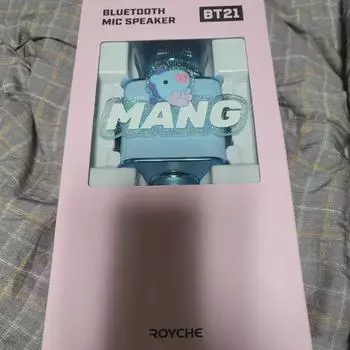 BLUETOOTH
MIC SPEAKER
BT21
MANG
ROYCHE